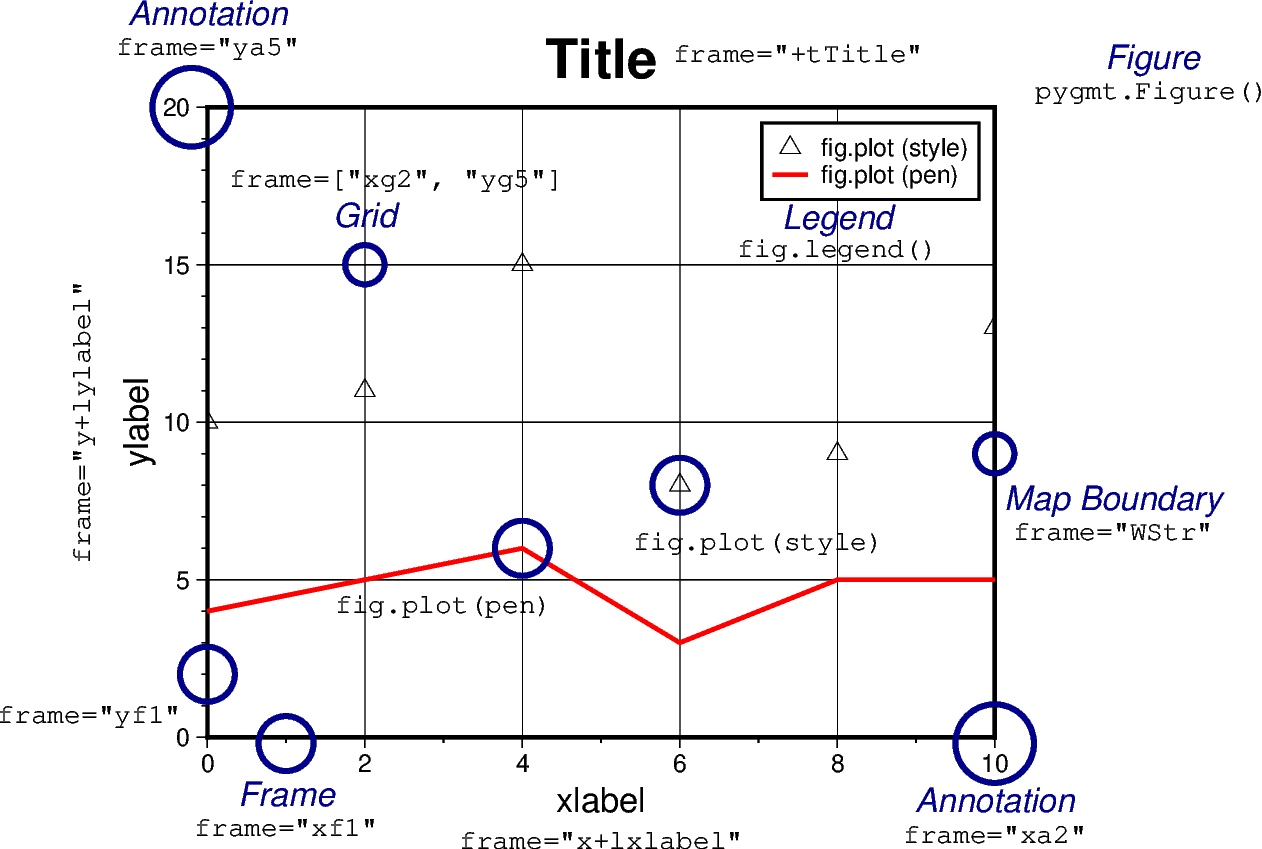 Annotation
frame="ya5"
Title
frame="+tTitle"
Figure
pygmt.Figure()
20
fig.plot (style)
fig.plot (pen)
frame=["xg2", "yg5"]
Grid
Legend
fig.legend()
15
frame="y+lylabel"
ylabel
10
Map Boundary
frame="WStr"
fig.plot(style)
5
fig.plot(pen)
frame="yf1"
0
0 2 4 6 8 10
Frame
frame="xf1"
xlabel
frame="x+lxlabel"
Annotation
frame="xa2"